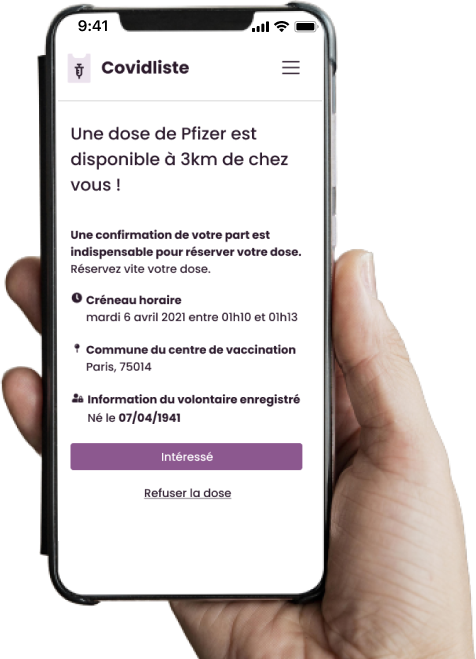 9:41
Covidliste
Une dose de Pfizer est
disponible à 3km de chez
vous !
Une confirmation de votre part est
indispensable pour réserver votre dose.
Réservez vite votre dose.
Créneau horaire
mardi 6 avril 2021 entre 01h10 et 01h13
Commune du centre de vaccination
Paris, 75014
Information du volontaire enregistré
Né le 07/04/1941
Intéressé
Refuser la dose